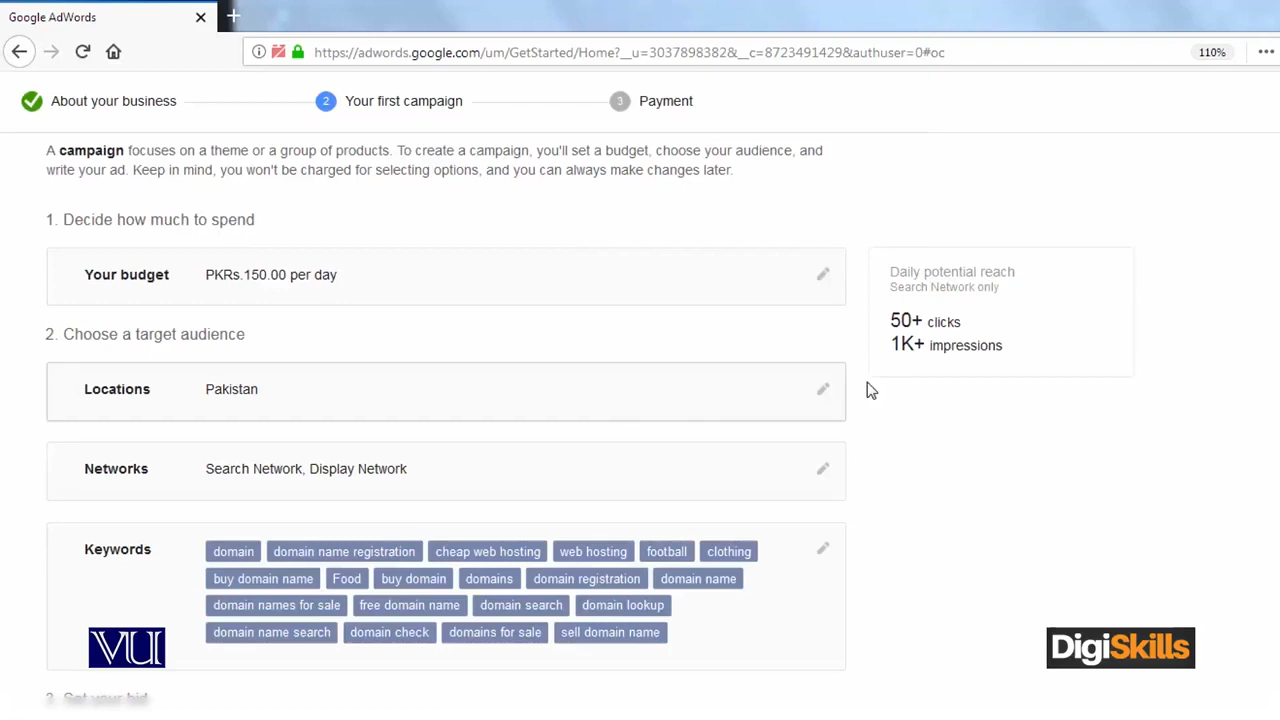 Google AdWords
https://adwords.google.com/um/GetStarted/Home?__u=3037898382&__c=8723491429&authuser=0#oc
110%
About your business
2 Your first campaign
3 Payment
A campaign focuses on a theme or a group of products. To create a campaign, you'll set a budget, choose your audience, and
write your ad. Keep in mind, you won't be charged for selecting options, and you can always make changes later.
1. Decide how much to spend
Your budget PKRs.150.00 per day
Daily potential reach
Search Network only
50+ clicks
1K+ impressions
2. Choose a target audience
Locations Pakistan
Networks Search Network, Display Network
Keywords domain domain name registration cheap web hosting web hosting football clothing
buy domain name Food buy domain domains domain registration domain name
domain names for sale free domain name domain search domain lookup
domain name search domain check domains for sale sell domain name
VU
DigiSkills
3. Set your bid